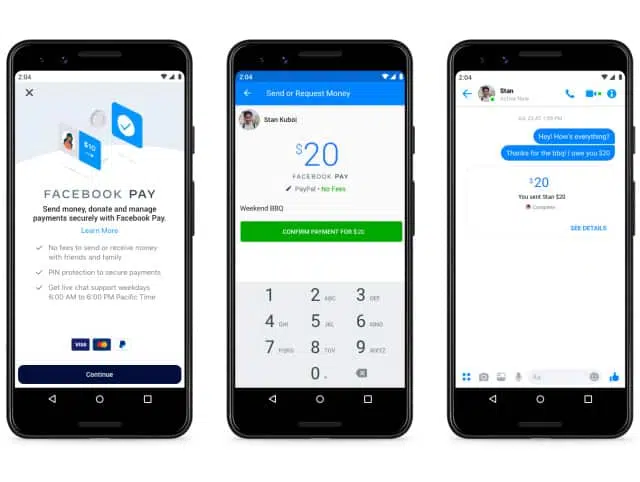 2:04
$10
FACEBOOK PAY
Send money, donate and manage
payments securely with Facebook Pay.
Learn More
No fees to send or receive money
with friends and family
PIN protection to secure payments
Get live chat support weekdays
6:00 AM to 6:00 PM Pacific Time
VISA
Continue
2:04
Send or Request Money
Stan Kuboi
$20
FACEBOOK PAY
PayPal • No Fees
Weekend BBQ
CONFIRM PAYMENT FOR $20
1 2 ABC 3 DEF
4 GHI 5 JKL 6 MNO
7 PQRS 8 TUV 9 WXYZ
0 .
2:04
Stan
Active Now
Hey! How's everything?
Thanks for the bbq! I owe you $20
$20
You sent Stan $20
Complete
SEE DETAILS
Aa